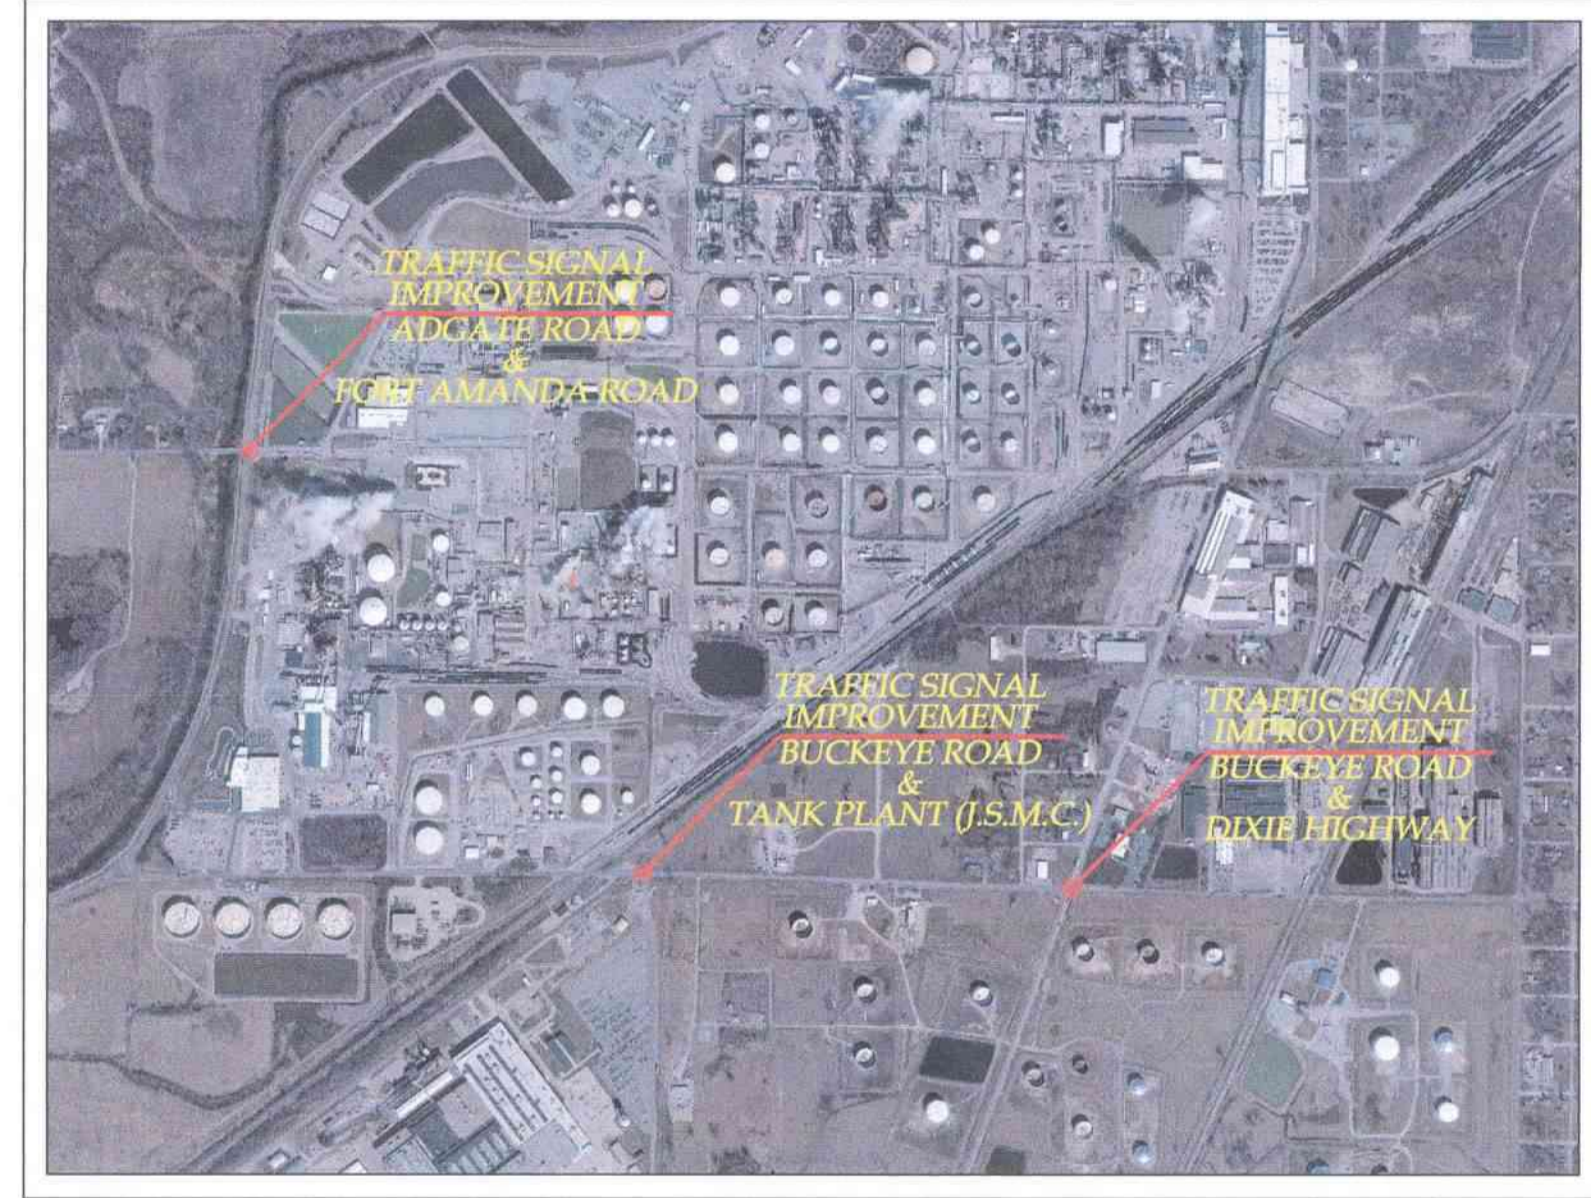 TRAFFIC SIGNAL
IMPROVEMENT
ADGATE ROAD
&
FORT AMANDA ROAD
TRAFFIC SIGNAL
IMPROVEMENT
BUCKEYE ROAD
&
TANK PLANT (J.S.M.C.)
TRAFFIC SIGNAL
IMPROVEMENT
BUCKEYE ROAD
&
DIXIE HIGHWAY